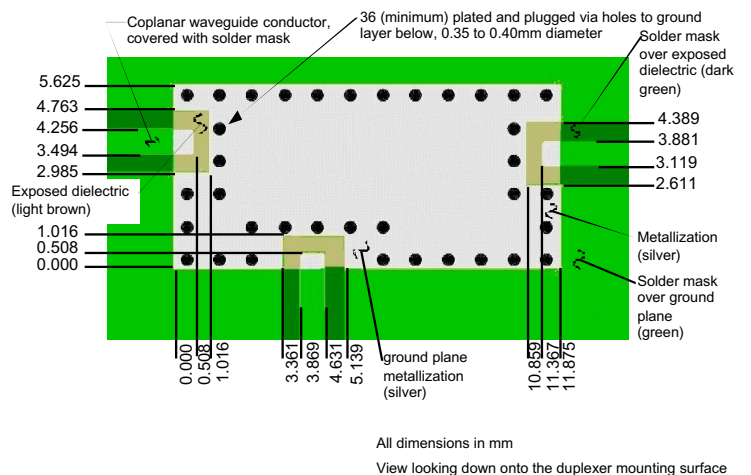 Coplanar waveguide conductor,
covered with solder mask
36 (minimum) plated and plugged via holes to ground
layer below, 0.35 to 0.40mm diameter
Solder mask
over exposed
dielectric (dark
green)
5.625
4.763
4.256
3.494
2.985
4.389
3.881
3.119
2.611
Exposed dielectric
(light brown)
1.016
0.508
0.000
Metallization
(silver)
Solder mask
over ground
plane
(green)
0.000
0.508
1.016
3.361
3.869
4.631
5.139
10.859
11.367
11.875
ground plane
metallization
(silver)
All dimensions in mm
View looking down onto the duplexer mounting surface